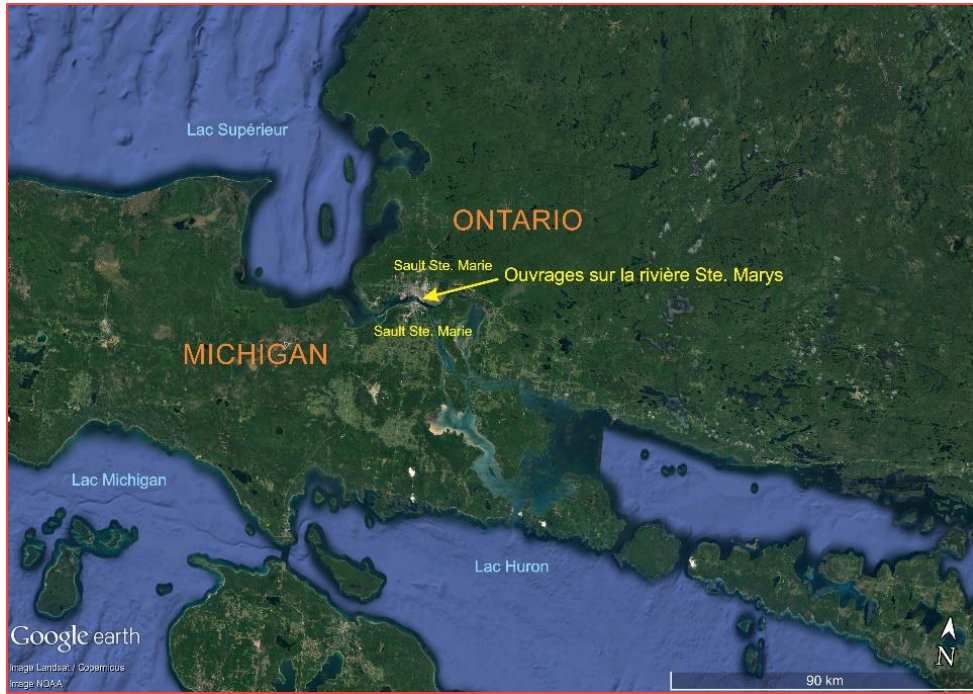 Lac Supérieur
ONTARIO
Sault Ste. Marie
Ouvrages sur la rivière Ste. Marys
Sault Ste. Marie
MICHIGAN
Lac Michigan
Lac Huron
Google earth
Image Landsat / Copernicus
Image NOAA
N
90 km